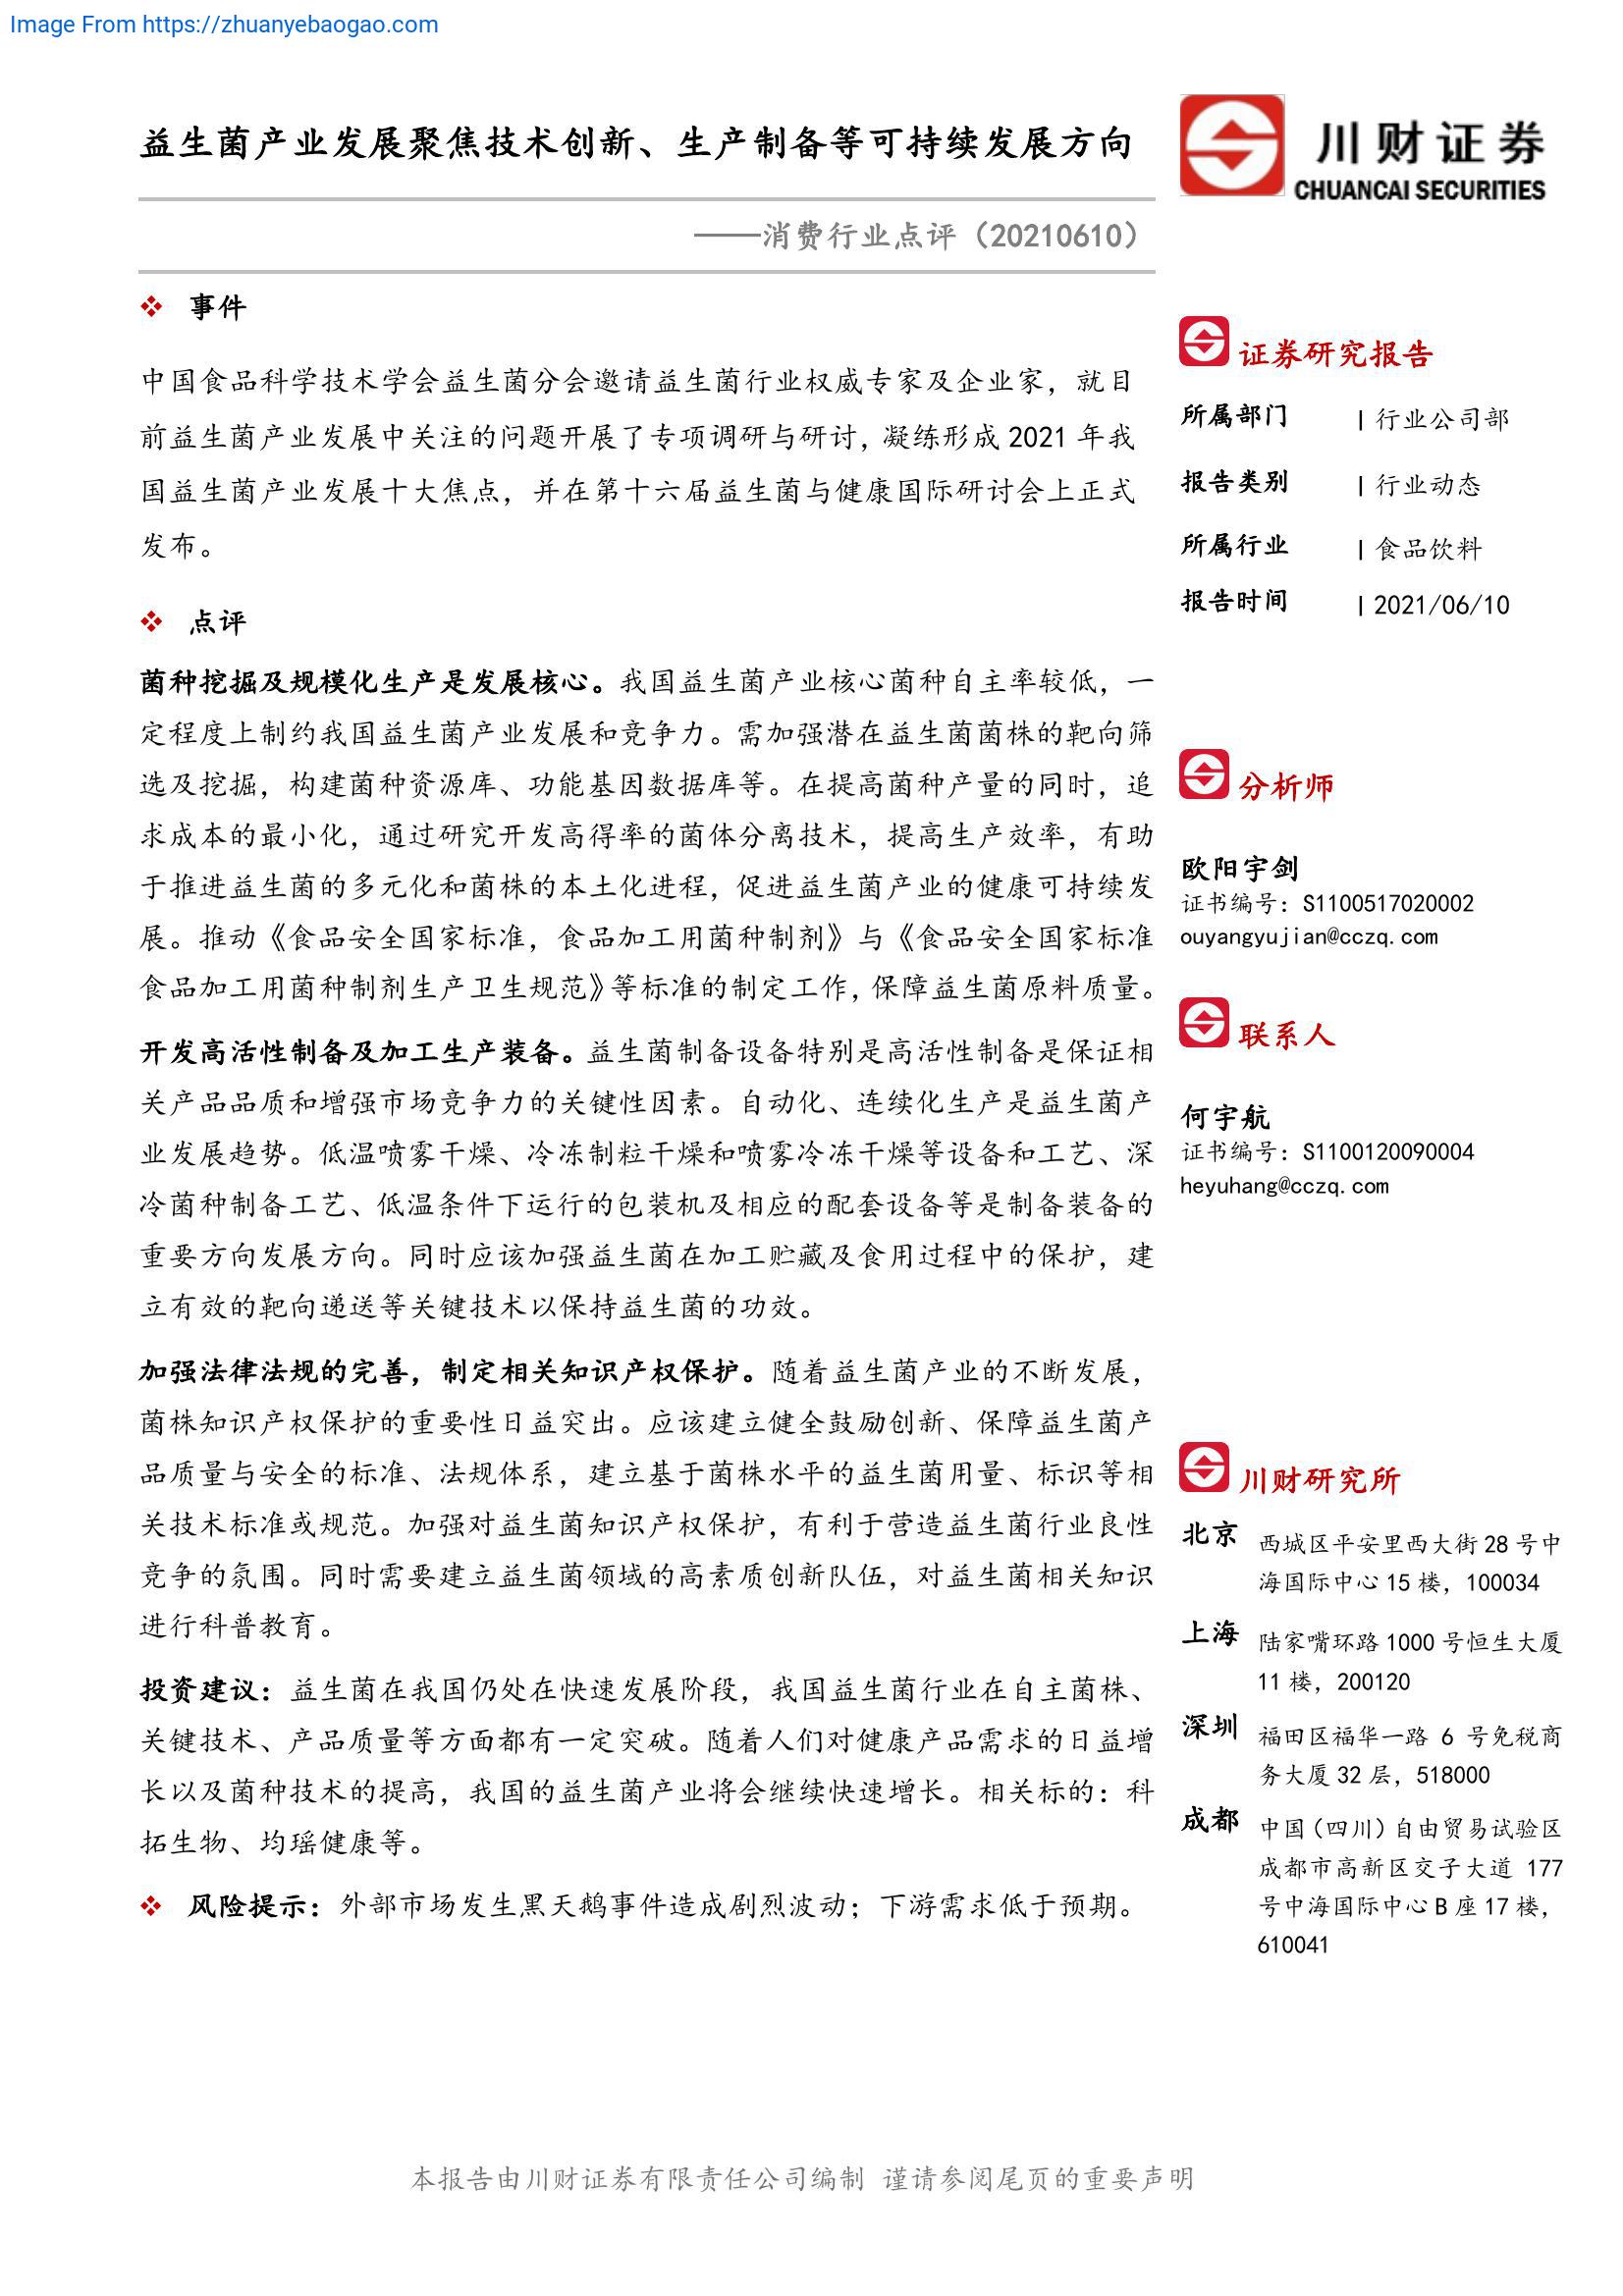 Image From https://zhuanyebaogao.com
益生菌产业发展聚焦技术创新、生产制备等可持续发展方向
——消费行业点评（20210610）
川财证券
CHUANCAI SECURITIES
❖ 事件
中国食品科学技术学会益生菌分会邀请益生菌行业权威专家及企业家，就目
前益生菌产业发展中关注的问题开展了专项调研与研讨，凝练形成 2021 年我
国益生菌产业发展十大焦点，并在第十六届益生菌与健康国际研讨会上正式
发布。
❖ 点评
菌种挖掘及规模化生产是发展核心。我国益生菌产业核心菌种自主率较低，一
定程度上制约我国益生菌产业发展和竞争力。需加强潜在益生菌菌株的靶向筛
选及挖掘，构建菌种资源库、功能基因数据库等。在提高菌种产量的同时，追
求成本的最小化，通过研究开发高得率的菌体分离技术，提高生产效率，有助
于推进益生菌的多元化和菌株的本土化进程，促进益生菌产业的健康可持续发
展。推动《食品安全国家标准，食品加工用菌种制剂》与《食品安全国家标准
食品加工用菌种制剂生产卫生规范》等标准的制定工作，保障益生菌原料质量。
开发高活性制备及加工生产装备。益生菌制备设备特别是高活性制备是保证相
关产品品质和增强市场竞争力的关键性因素。自动化、连续化生产是益生菌产
业发展趋势。低温喷雾干燥、冷冻制粒干燥和喷雾冷冻干燥等设备和工艺、深
冷菌种制备工艺、低温条件下运行的包装机及相应的配套设备等是制备装备的
重要方向发展方向。同时应该加强益生菌在加工贮藏及食用过程中的保护，建
立有效的靶向递送等关键技术以保持益生菌的功效。
加强法律法规的完善，制定相关知识产权保护。随着益生菌产业的不断发展，
菌株知识产权保护的重要性日益突出。应该建立健全鼓励创新、保障益生菌产
品质量与安全的标准、法规体系，建立基于菌株水平的益生菌用量、标识等相
关技术标准或规范。加强对益生菌知识产权保护，有利于营造益生菌行业良性
竞争的氛围。同时需要建立益生菌领域的高素质创新队伍，对益生菌相关知识
进行科普教育。
投资建议：益生菌在我国仍处在快速发展阶段，我国益生菌行业在自主菌株、
关键技术、产品质量等方面都有一定突破。随着人们对健康产品需求的日益增
长以及菌种技术的提高，我国的益生菌产业将会继续快速增长。相关标的：科
拓生物、均瑶健康等。
❖ 风险提示：外部市场发生黑天鹅事件造成剧烈波动；下游需求低于预期。
证券研究报告
所属部门 | 行业公司部
报告类别 | 行业动态
所属行业 | 食品饮料
报告时间 | 2021/06/10
分析师
欧阳宇剑
证书编号：S1100517020002
ouyangyujian@cczq.com
联系人
何宇航
证书编号：S1100120090004
heyuhang@cczq.com
川财研究所
北京 西城区平安里西大街 28 号中
海国际中心 15 楼，100034
上海 陆家嘴环路 1000 号恒生大厦
11 楼，200120
深圳 福田区福华一路 6 号免税商
务大厦 32 层，518000
成都 中国（四川）自由贸易试验区
成都市高新区交子大道 177
号中海国际中心 B 座 17 楼，
610041
本报告由川财证券有限责任公司编制 谨请参阅尾页的重要声明